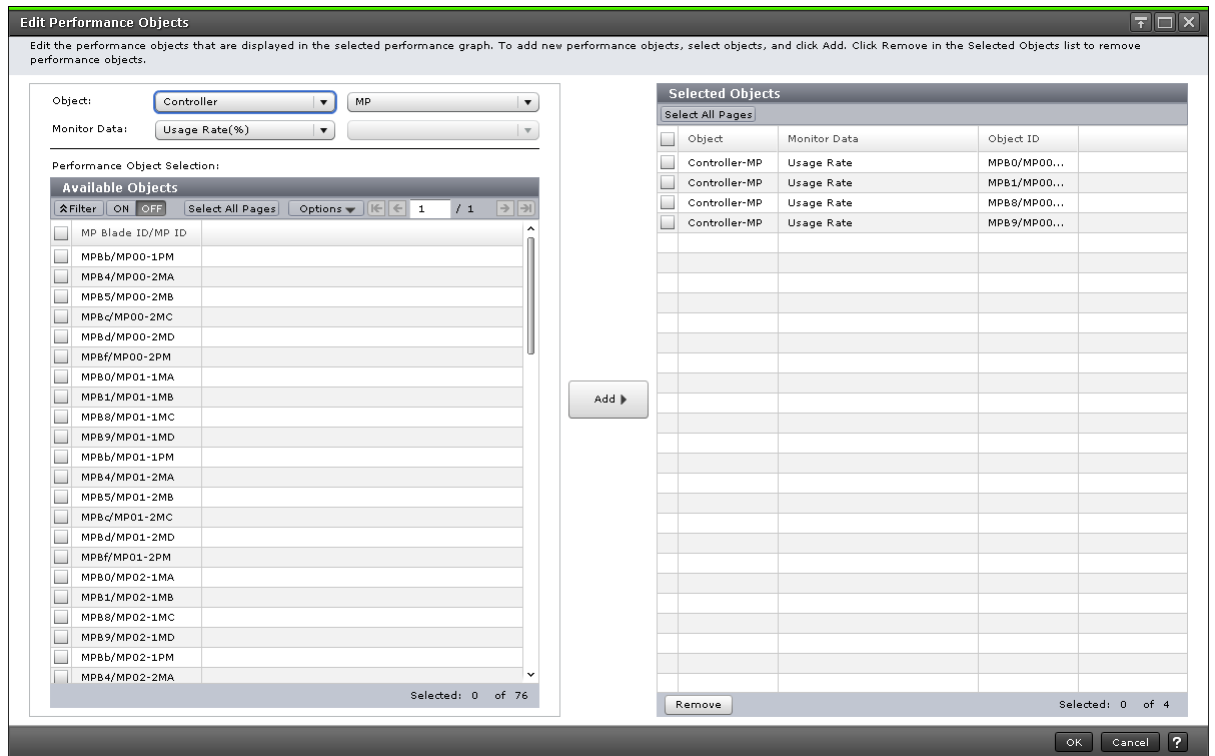 Edit Performance Objects
Edit the performance objects that are displayed in the selected performance graph. To add new performance objects, select objects, and click Add. Click Remove in the Selected Objects list to remove
performance objects.
Object: Controller MP
Monitor Data: Usage Rate(%)
Performance Object Selection:
Available Objects
Filter ON OFF Select All Pages Options 1 / 1
MP Blade ID/MP ID
MPBb/MP00-1PM
MPB4/MP00-2MA
MPB5/MP00-2MB
MPBc/MP00-2MC
MPBd/MP00-2MD
MPBf/MP00-2PM
MPB0/MP01-1MA
MPB1/MP01-1MB
MPB8/MP01-1MC
MPB9/MP01-1MD
MPBb/MP01-1PM
MPB4/MP01-2MA
MPB5/MP01-2MB
MPBc/MP01-2MC
MPBd/MP01-2MD
MPBf/MP01-2PM
MPB0/MP02-1MA
MPB1/MP02-1MB
MPB8/MP02-1MC
MPB9/MP02-1MD
MPBb/MP02-1PM
MPB4/MP02-2MA
Selected: 0 of 76
Add
Selected Objects
Select All Pages
Object Monitor Data Object ID
Controller-MP Usage Rate MPB0/MP00...
Controller-MP Usage Rate MPB1/MP00...
Controller-MP Usage Rate MPB8/MP00...
Controller-MP Usage Rate MPB9/MP00...
Remove Selected: 0 of 4
OK Cancel ?